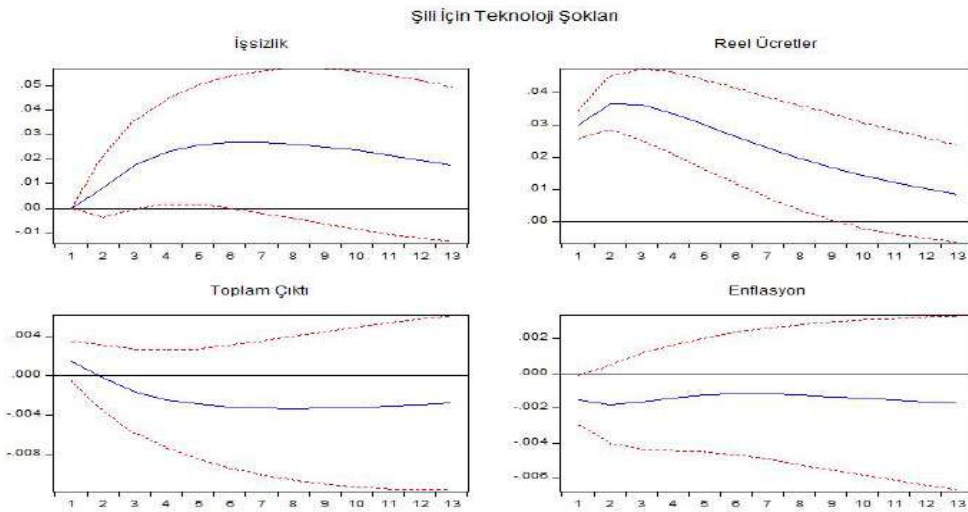 Şili İçin Teknoloji Şokları
İşsizlik
.05
.04
.03
.02
.01
.00
-.01
1 2 3 4 5 6 7 8 9 10 11 12 13
Reel Ücretler
.04
.03
.02
.01
.00
1 2 3 4 5 6 7 8 9 10 11 12 13
Toplam Çıktı
.004
.000
-.004
-.008
1 2 3 4 5 6 7 8 9 10 11 12 13
Enflasyon
.002
.000
-.002
-.004
-.006
1 2 3 4 5 6 7 8 9 10 11 12 13